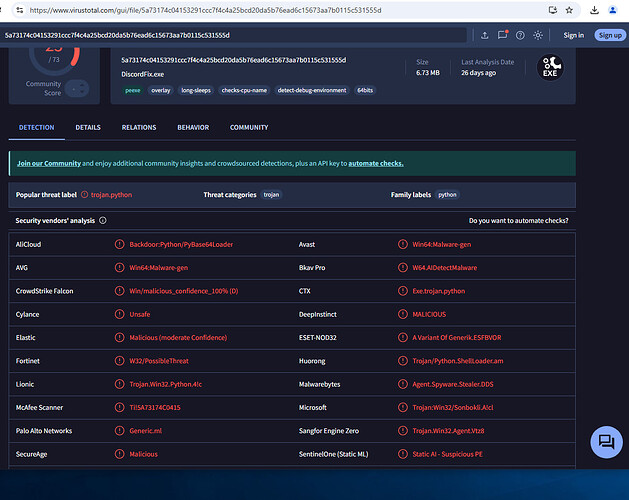 https://www.virustotal.com/gui/file/5a73174c04153291ccc7f4c4a25bcd20da5b76ead6c15673aa7b0115c531555d
5a73174c04153291ccc7f4c4a25bcd20da5b76ead6c15673aa7b0115c531555d
Sign in
Sign up
/ 73
Community
Score
5a73174c04153291ccc7f4c4a25bcd20da5b76ead6c15673aa7b0115c531555d
DiscordFix.exe
peexe overlay long-sleeps checks-cpu-name detect-debug-environment 64bits
Size
6.73 MB
Last Analysis Date
26 days ago
EXE
DETECTION DETAILS RELATIONS BEHAVIOR COMMUNITY
Join our Community and enjoy additional community insights and crowdsourced detections, plus an API key to automate checks.
Popular threat label trojan.python Threat categories trojan Family labels python
Security vendors' analysis Do you want to automate checks?
AliCloud Backdoor:Python/PyBase64Loader Avast Win64:Malware-gen
AVG Win64:Malware-gen Bkav Pro W64.AIDetectMalware
CrowdStrike Falcon Win/malicious_confidence_100% (D) CTX Exe.trojan.python
Cylance Unsafe DeepInstinct MALICIOUS
Elastic Malicious (moderate Confidence) ESET-NOD32 A Variant Of Generik.ESFBVOR
Fortinet W32/PossibleThreat Huorong Trojan/Python.ShellLoader.am
Lionic Trojan.Win32.Python.4!c Malwarebytes Agent.Spyware.Stealer.DDS
McAfee Scanner Ti!5A73174C0415 Microsoft Trojan:Win32/Sonbokli.A!cl
Palo Alto Networks Generic.ml Sangfor Engine Zero Trojan.Win32.Agent.Vtz8
SecureAge Malicious SentinelOne (Static ML) Static AI - Suspicious PE